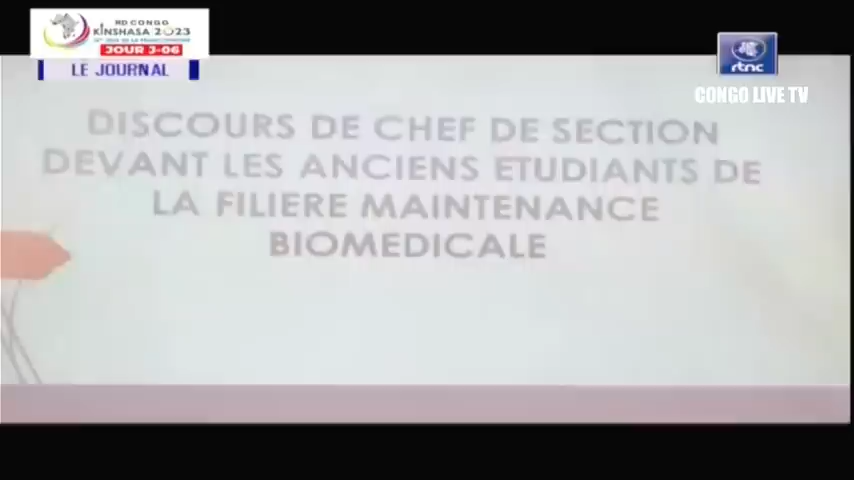 RD CONGO
KINSHASA 2023
JOUR J-06
LE JOURNAL
rtnc
CONGO LIVE TV
DISCOURS DE CHEF DE SECTION
DEVANT LES ANCIENS ETUDIANTS DE
LA FILIERE MAINTENANCE
BIOMEDICALE